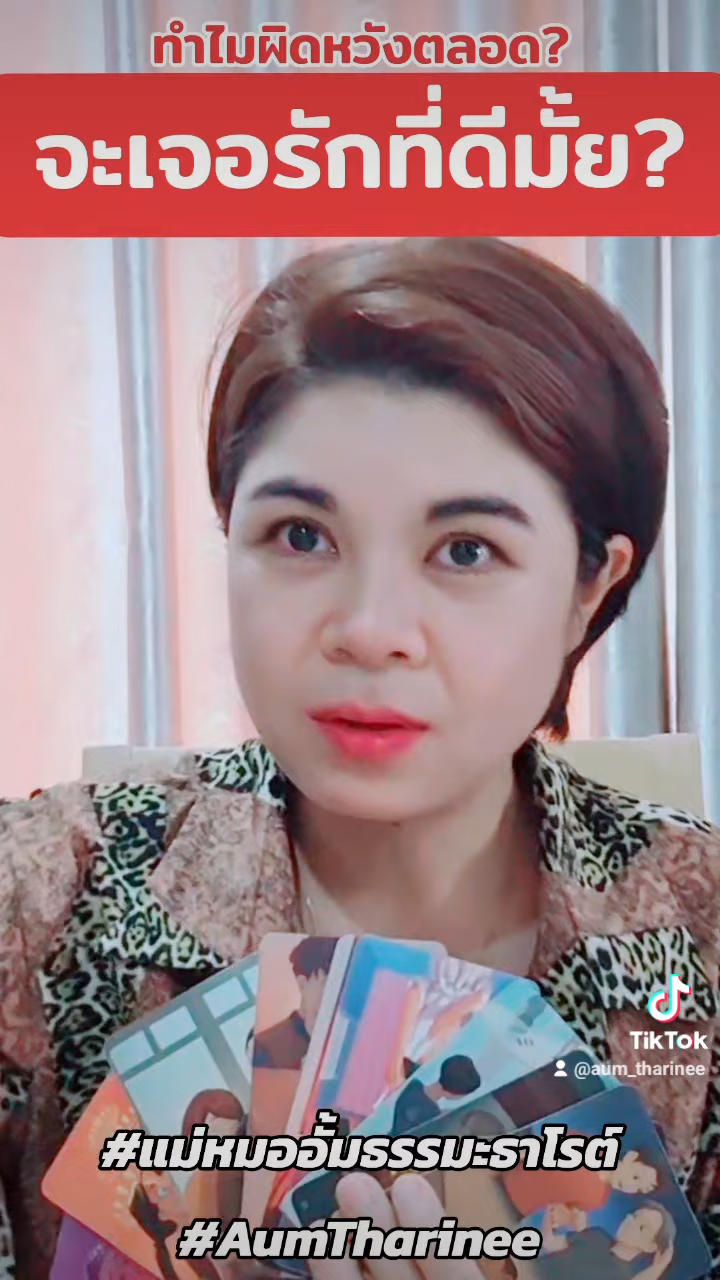 ทำไมผิดหวังตลอด?
จะเจอรักที่ดีมั้ย?
TikTok
@aum_tharinee
#แม่หมออั้มธรรมะธาโรต์
#AumTharinee